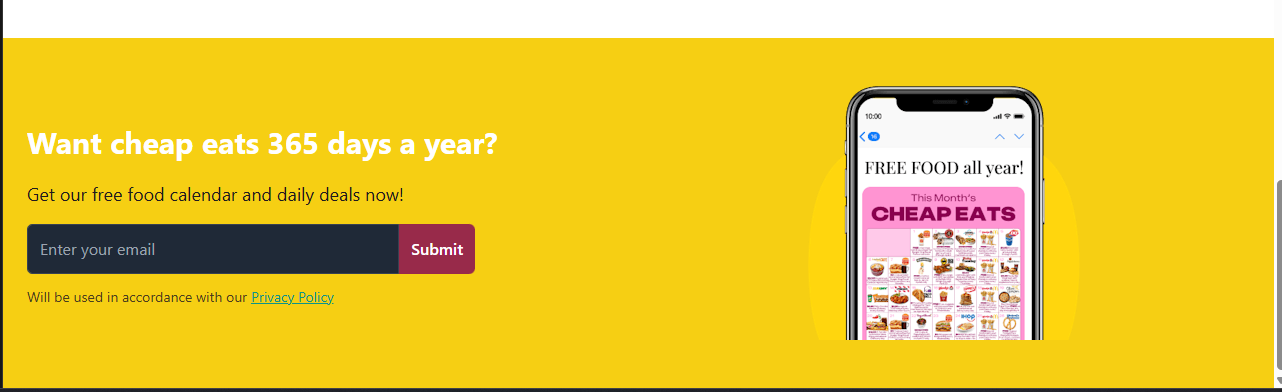 Want cheap eats 365 days a year?
Get our free food calendar and daily deals now!
Enter your email
Submit
Will be used in accordance with our Privacy Policy
10:00
16
FREE FOOD all year!
This Month's
CHEAP EATS